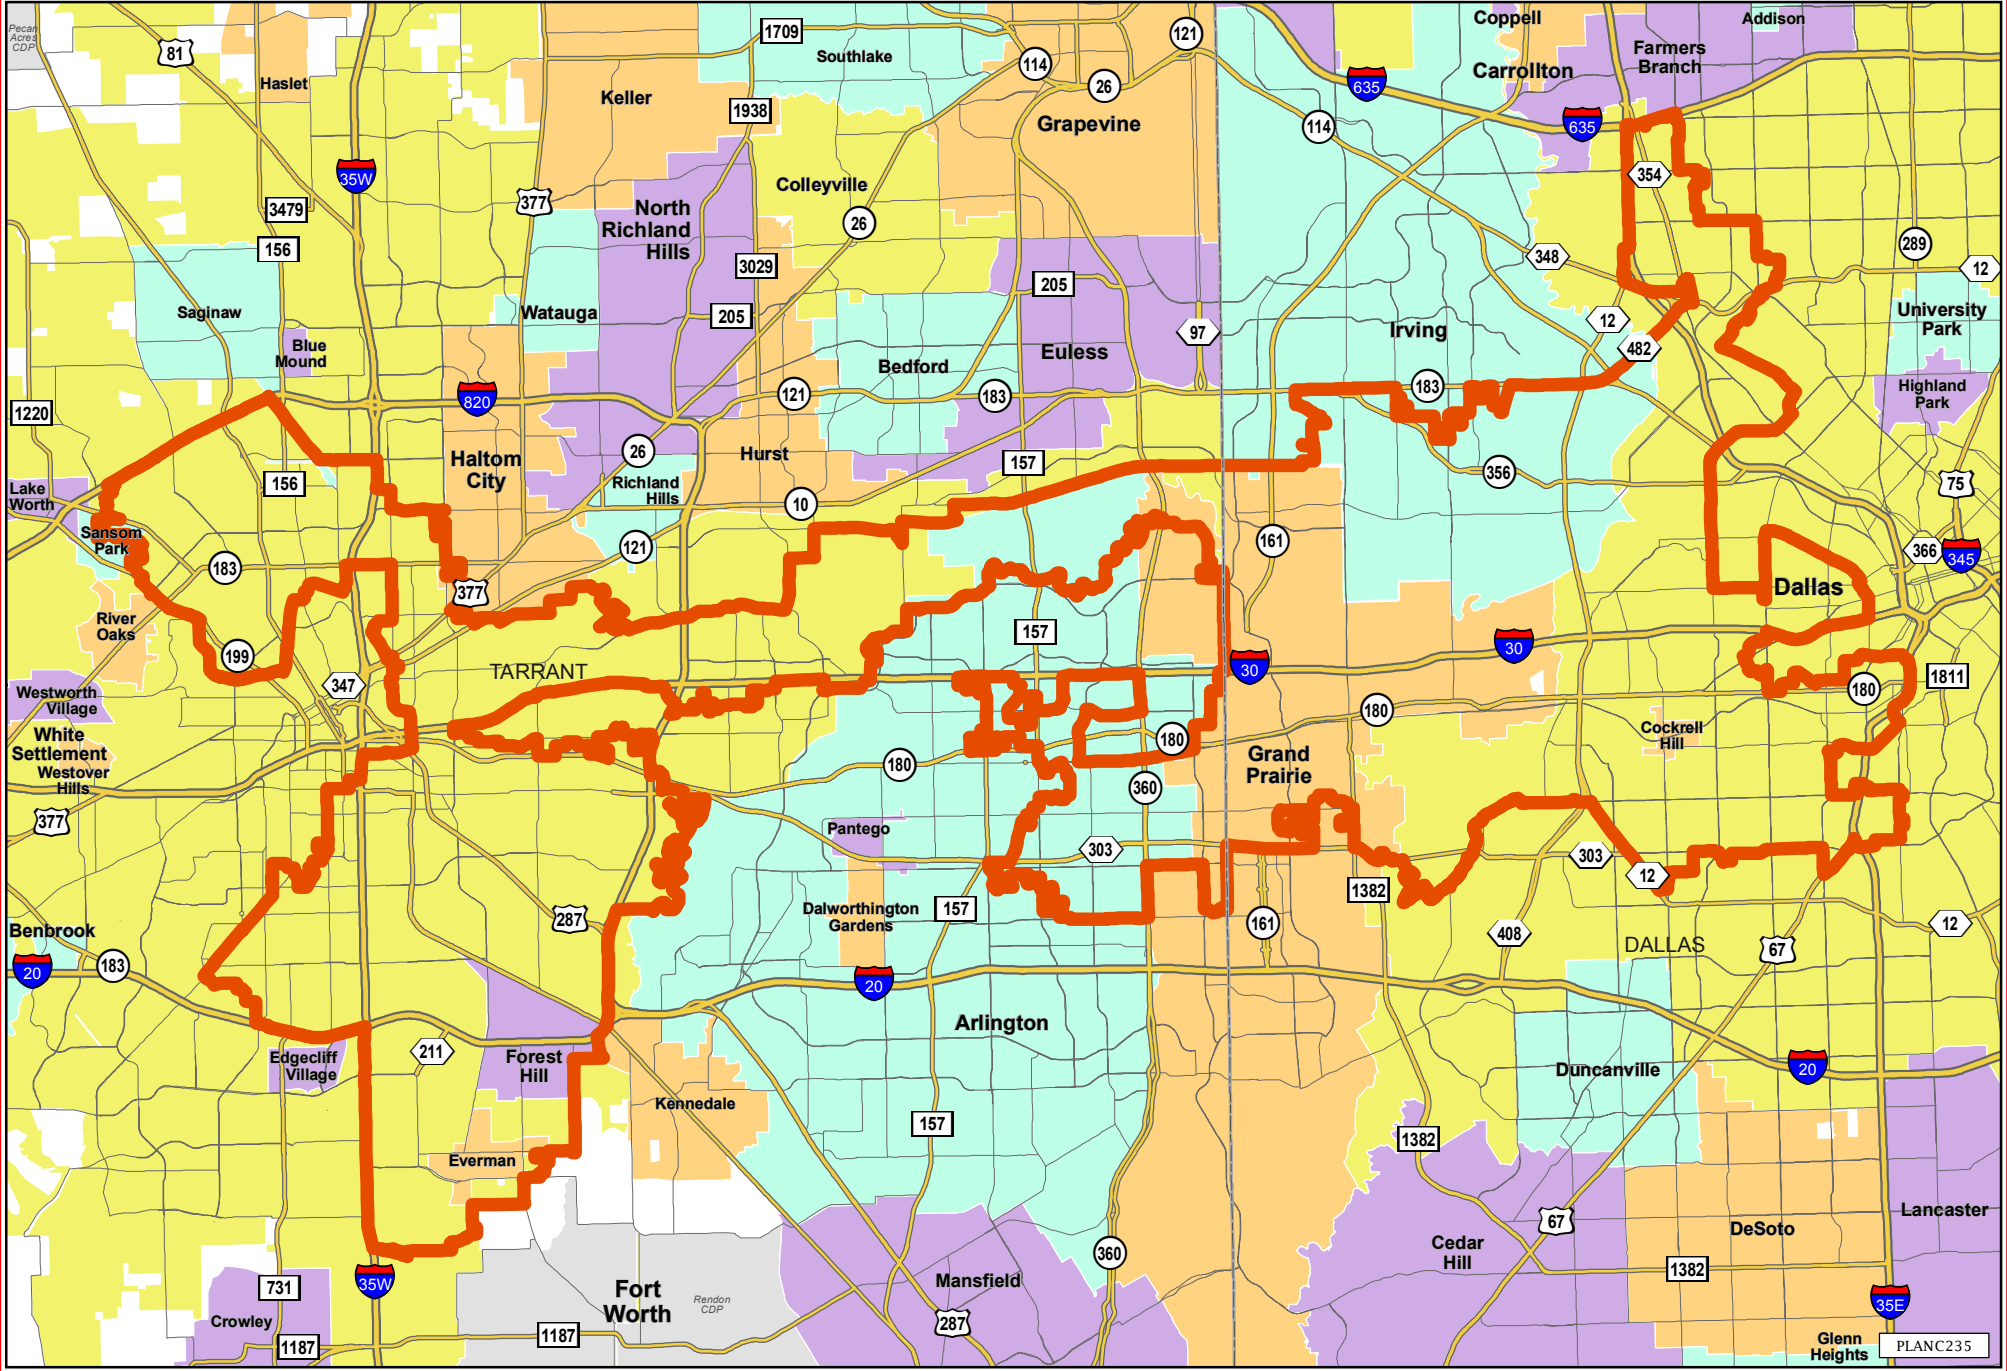 Pecan
Acres
CDP
81
Haslet
35W
1709
Southlake
114
121
26
Coppell
Addison
Farmers
Branch
Carrollton
635
635
Keller
1938
Grapevine
114
354
377
3479
156
North
Richland
Hills
Colleyville
26
3029
205
205
348
289
12
Saginaw
Blue
Mound
Watauga
Bedford
Euless
97
Irving
12
482
University
Park
Highland
Park
1220
820
121
183
183
Haltom
City
26
Hurst
157
356
75
Lake
Worth
156
Richland
Hills
10
Sansom
Park
183
121
161
366
345
377
Dallas
River
Oaks
199
157
30
30
TARRANT
347
1811
180
Westworth
Village
180
Cockrell
Hill
White
Settlement
Westover
Hills
180
180
Grand
Prairie
360
377
Pantego
303
303
12
1382
Dalworthington
Gardens
157
287
161
408
DALLAS
67
12
Benbrook
20
183
20
Arlington
Edgecliff
Village
211
Forest
Hill
Duncanville
20
Kennedale
157
1382
Everman
Lancaster
67
DeSoto
Cedar
Hill
360
1382
731
35W
Fort
Worth
Rendon
CDP
Mansfield
35E
Crowley
1187
1187
287
Glenn
Heights
PLANC235